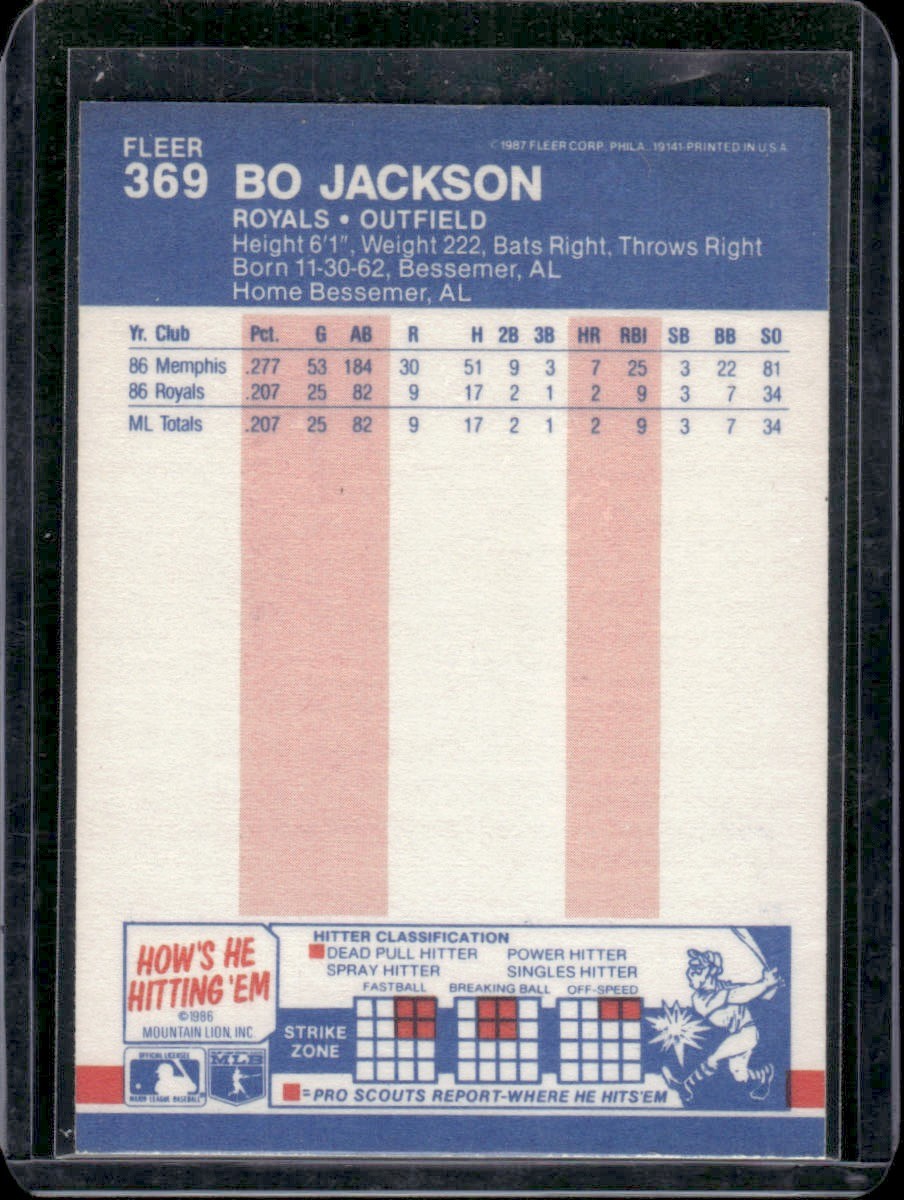 FLEER
© 1987 FLEER CORP. PHILA. 19141-PRINTED IN U.S.A.
369 BO JACKSON
ROYALS • OUTFIELD
Height 6'1", Weight 222, Bats Right, Throws Right
Born 11-30-62, Bessemer, AL
Home Bessemer, AL
Yr. Club Pct. G AB R H 2B 3B HR RBI SB BB SO
86 Memphis .277 53 184 30 51 9 3 7 25 3 22 81
86 Royals .207 25 82 9 17 2 1 2 9 3 7 34
ML Totals .207 25 82 9 17 2 1 2 9 3 7 34
HOW'S HE
HITTING 'EM
©1986
MOUNTAIN LION, INC.
HITTER CLASSIFICATION
DEAD PULL HITTER POWER HITTER
SPRAY HITTER SINGLES HITTER
FASTBALL BREAKING BALL OFF-SPEED
STRIKE
ZONE
=PRO SCOUTS REPORT-WHERE HE HITS 'EM
OFFICIAL LICENSEE
MAJOR LEAGUE BASEBALL
MLB